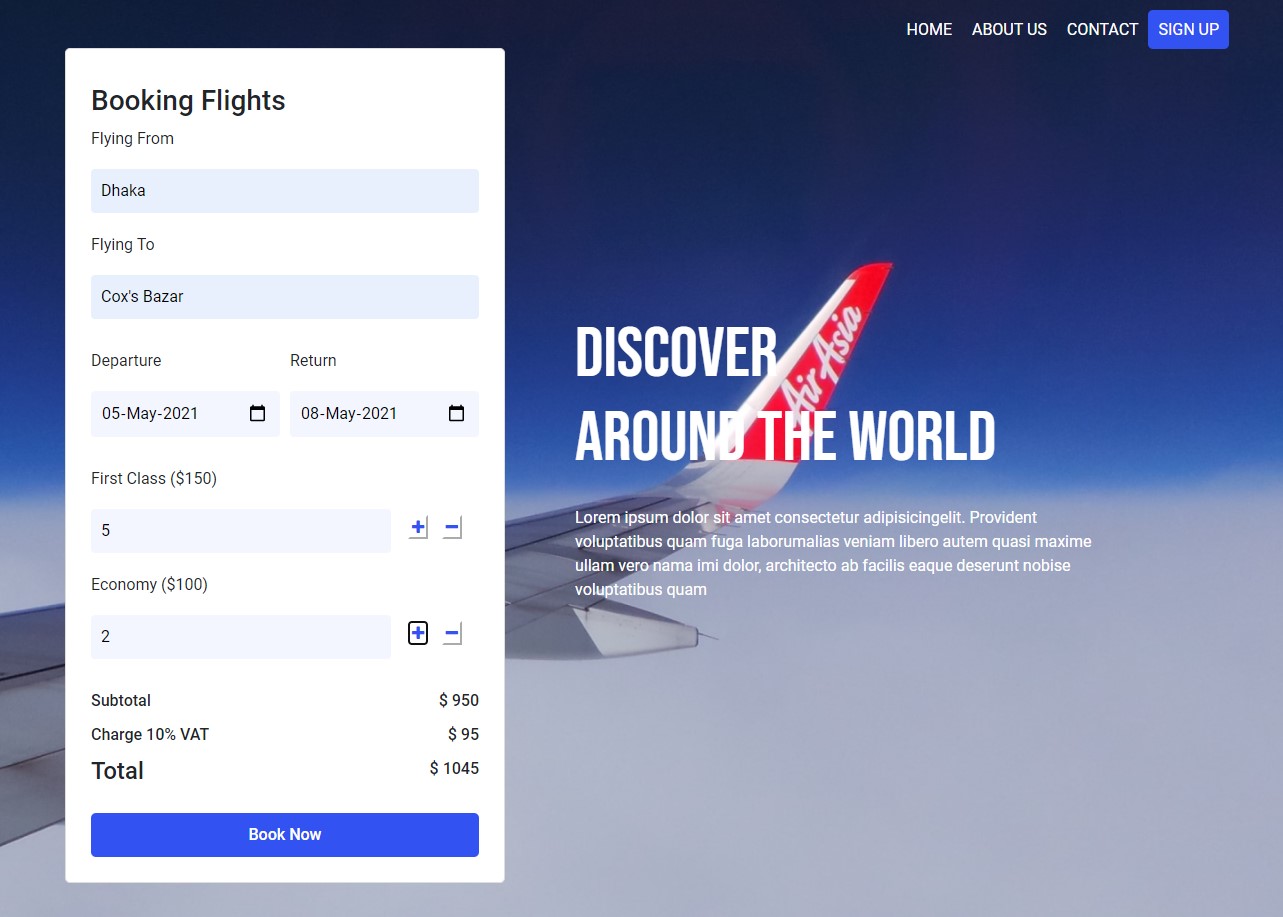 HOME ABOUT US CONTACT SIGN UP
Booking Flights
Flying From
Dhaka
Flying To
Cox's Bazar
Departure Return
05-May-2021 08-May-2021
First Class ($150)
5 + −
Economy ($100)
2 + −
Subtotal $ 950
Charge 10% VAT $ 95
Total $ 1045
Book Now
DISCOVER
AROUND THE WORLD
AirAsia
Lorem ipsum dolor sit amet consectetur adipisicingelit. Provident
voluptatibus quam fuga laborumalias veniam libero autem quasi maxime
ullam vero nama imi dolor, architecto ab facilis eaque deserunt nobise
voluptatibus quam